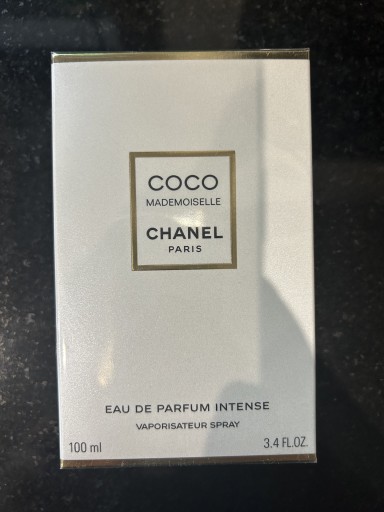 COCO
MADEMOISELLE
CHANEL
PARIS
EAU DE PARFUM INTENSE
VAPORISATEUR SPRAY
100 ml 3.4 FL.OZ.